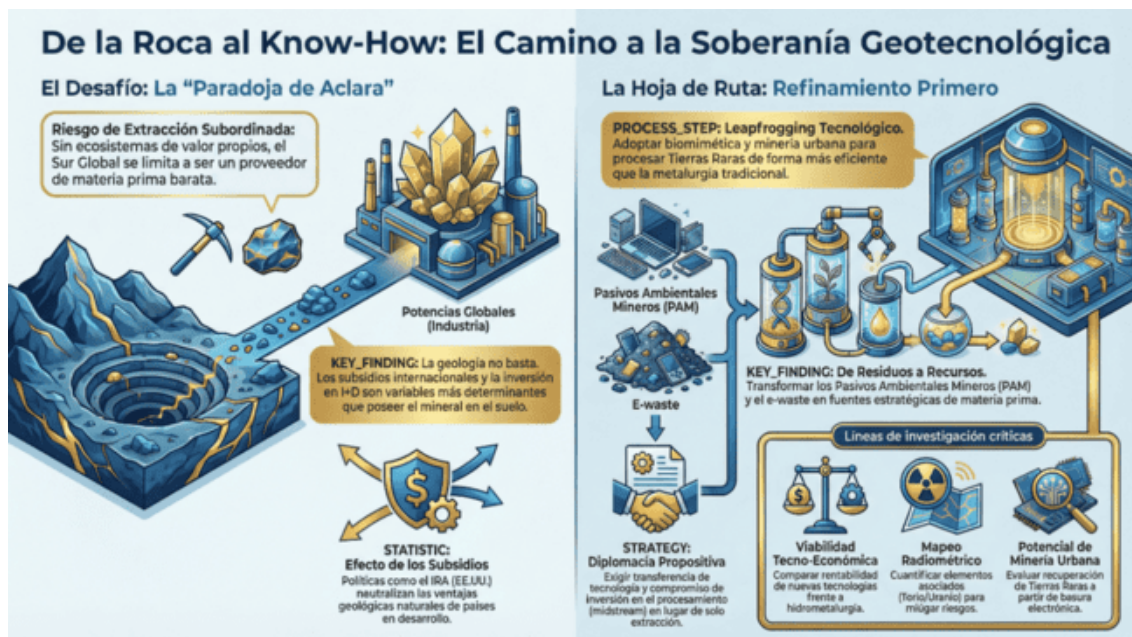 De la Roca al Know-How: El Camino a la Soberanía Geotecnológica
El Desafío: La “Paradoja de Aclara”
Riesgo de Extracción Subordinada:
Sin ecosistemas de valor propios, el
Sur Global se limita a ser un proveedor
de materia prima barata.
Potencias Globales
(Industria)
KEY_FINDING: La geología no basta.
Los subsidios internacionales y la inversión
en I+D son variables más determinantes
que poseer el mineral en el suelo.
$
STATISTIC:
Efecto de los Subsidios
Políticas como el IRA (EE.UU.)
neutralizan las ventajas
geológicas naturales de países
en desarrollo.
La Hoja de Ruta: Refinamiento Primero
PROCESS_STEP: Leapfrogging Tecnológico.
Adoptar biomimética y minería urbana para
procesar Tierras Raras de forma más eficiente
que la metalurgia tradicional.
Pasivos Ambientales
Mineros (PAM)
E-waste
KEY_FINDING: De Residuos a Recursos.
Transformar los Pasivos Ambientales Mineros (PAM)
y el e-waste en fuentes estratégicas de materia prima.
STRATEGY:
Diplomacia Propositiva
Exigir transferencia de
tecnología y compromiso de
inversión en el procesamiento
(midstream) en lugar de solo
extracción.
Líneas de investigación críticas
$
Viabilidad
Tecno-Económica
Comparar rentabilidad
de nuevas tecnologías
frente a
hidrometalurgia.
Mapeo
Radiométrico
Cuantificar elementos
asociados
(Torio/Uranio) para
mitigar riesgos.
Potencial de
Minería Urbana
Evaluar recuperación
de Tierras Raras a
partir de basura
electrónica.